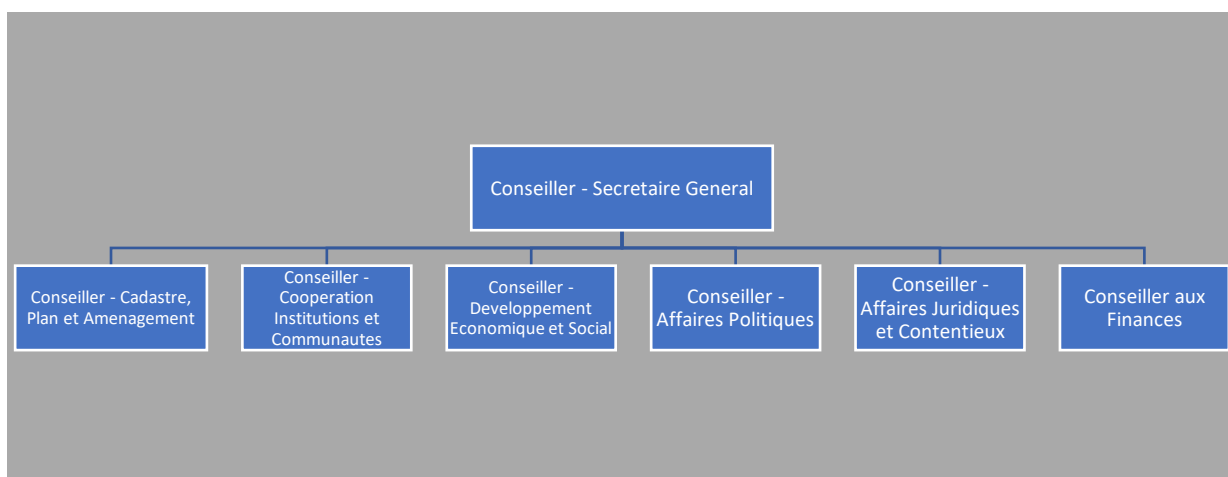 Conseiller - Secretaire General
Conseiller - Cadastre,
Plan et Amenagement
Conseiller -
Cooperation
Institutions et
Communautes
Conseiller -
Developpement
Economique et Social
Conseiller -
Affaires Politiques
Conseiller -
Affaires Juridiques
et Contentieux
Conseiller aux
Finances